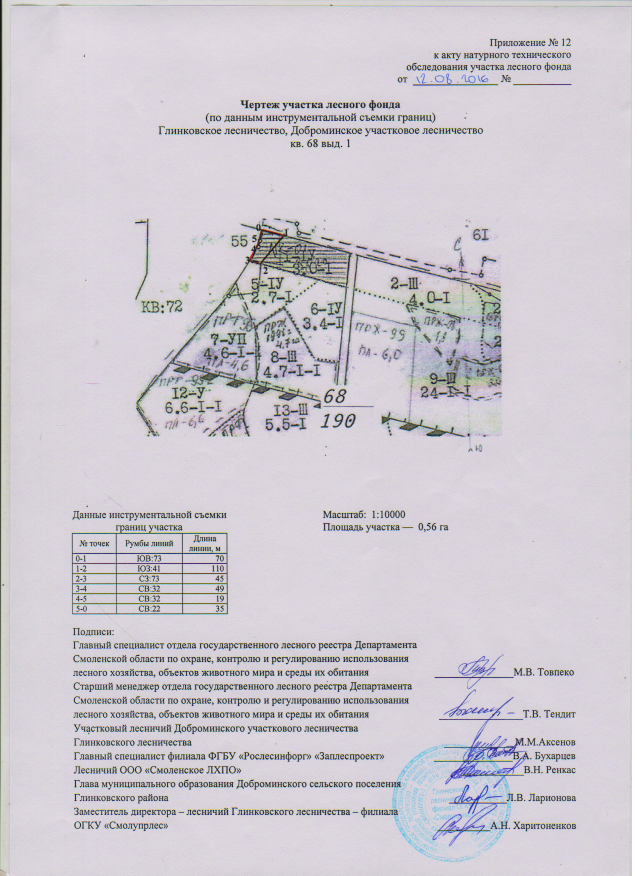 Приложение № 12
к акту натурного технического
обследования участка лесного фонда
от 12.08.2016 №
Чертеж участка лесного фонда
(по данным инструментальной съемки границ)
Глинковское лесничество, Доброминское участковое лесничество
кв. 68 выд. 1
55
61
КВ:72
5-IУ
2.7-I
2-Ш
4.0-I
6-IУ
3.4-I
7-УП
4.6-I-
8-Ш
4.7-I-I
9-Ш
24-I-I
12-У
6.6-I-I
13-Ш
5.5-I
68
190
Данные инструментальной съемки
границ участка
№ точек Румбы линий Длина линии, м
0-1 ЮВ:73 70
1-2 ЮЗ:41 110
2-3 СЗ:73 45
3-4 СВ:32 49
4-5 СВ:32 19
5-0 СВ:22 35
Масштаб: 1:10000
Площадь участка — 0,56 га
Подписи:
Главный специалист отдела государственного лесного реестра Департамента
Смоленской области по охране, контролю и регулированию использования
лесного хозяйства, объектов животного мира и среды их обитания М.В. Товпеко
Старший менеджер отдела государственного лесного реестра Департамента
Смоленской области по охране, контролю и регулированию использования
лесного хозяйства, объектов животного мира и среды их обитания Т.В. Тендит
Участковый лесничий Доброминского участкового лесничества
Глинковского лесничества М.М.Аксенов
Главный специалист филиала ФГБУ «Рослесинфорг» «Заплеспроект» В.А. Бухарцев
Лесничий ООО «Смоленское ЛХПО» В.Н. Ренкас
Глава муниципального образования Доброминского сельского поселения
Глинковского района Л.В. Ларионова
Заместитель директора – лесничий Глинковского лесничества – филиала
ОГКУ «Смолупрлес» А.Н. Харитоненков